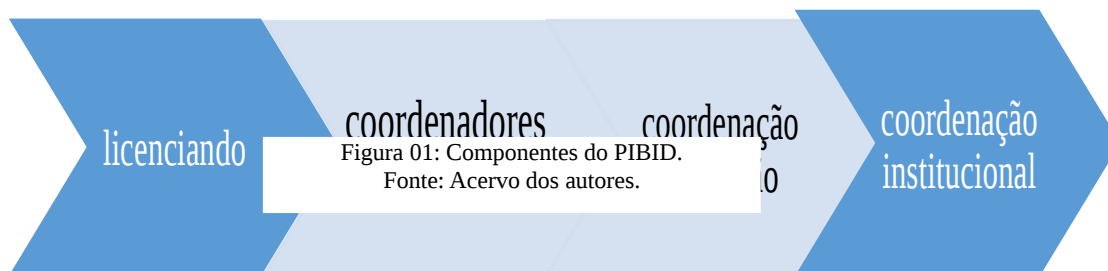 licenciando
coordenadores
coordenação
coordenação
institucional
Figura 01: Componentes do PIBID.
Fonte: Acervo dos autores.